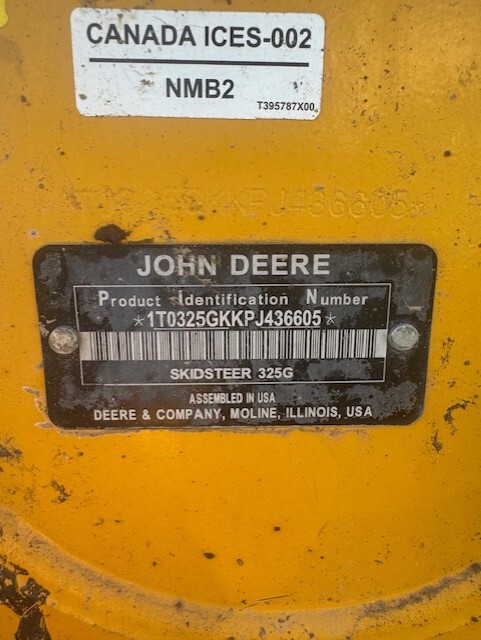 CANADA ICES-002
NMB2
T395787X00
JOHN DEERE
Product Identification Number
*1T0325GKKPJ436605*
SKIDSTEER 325G
ASSEMBLED IN USA
DEERE & COMPANY, MOLINE, ILLINOIS, USA